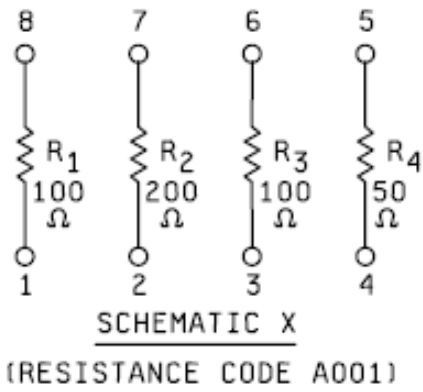 8 7 6 5
R1 R2 R3 R4
100 200 100 50
Ω Ω Ω Ω
1 2 3 4
SCHEMATIC X
(RESISTANCE CODE A001)